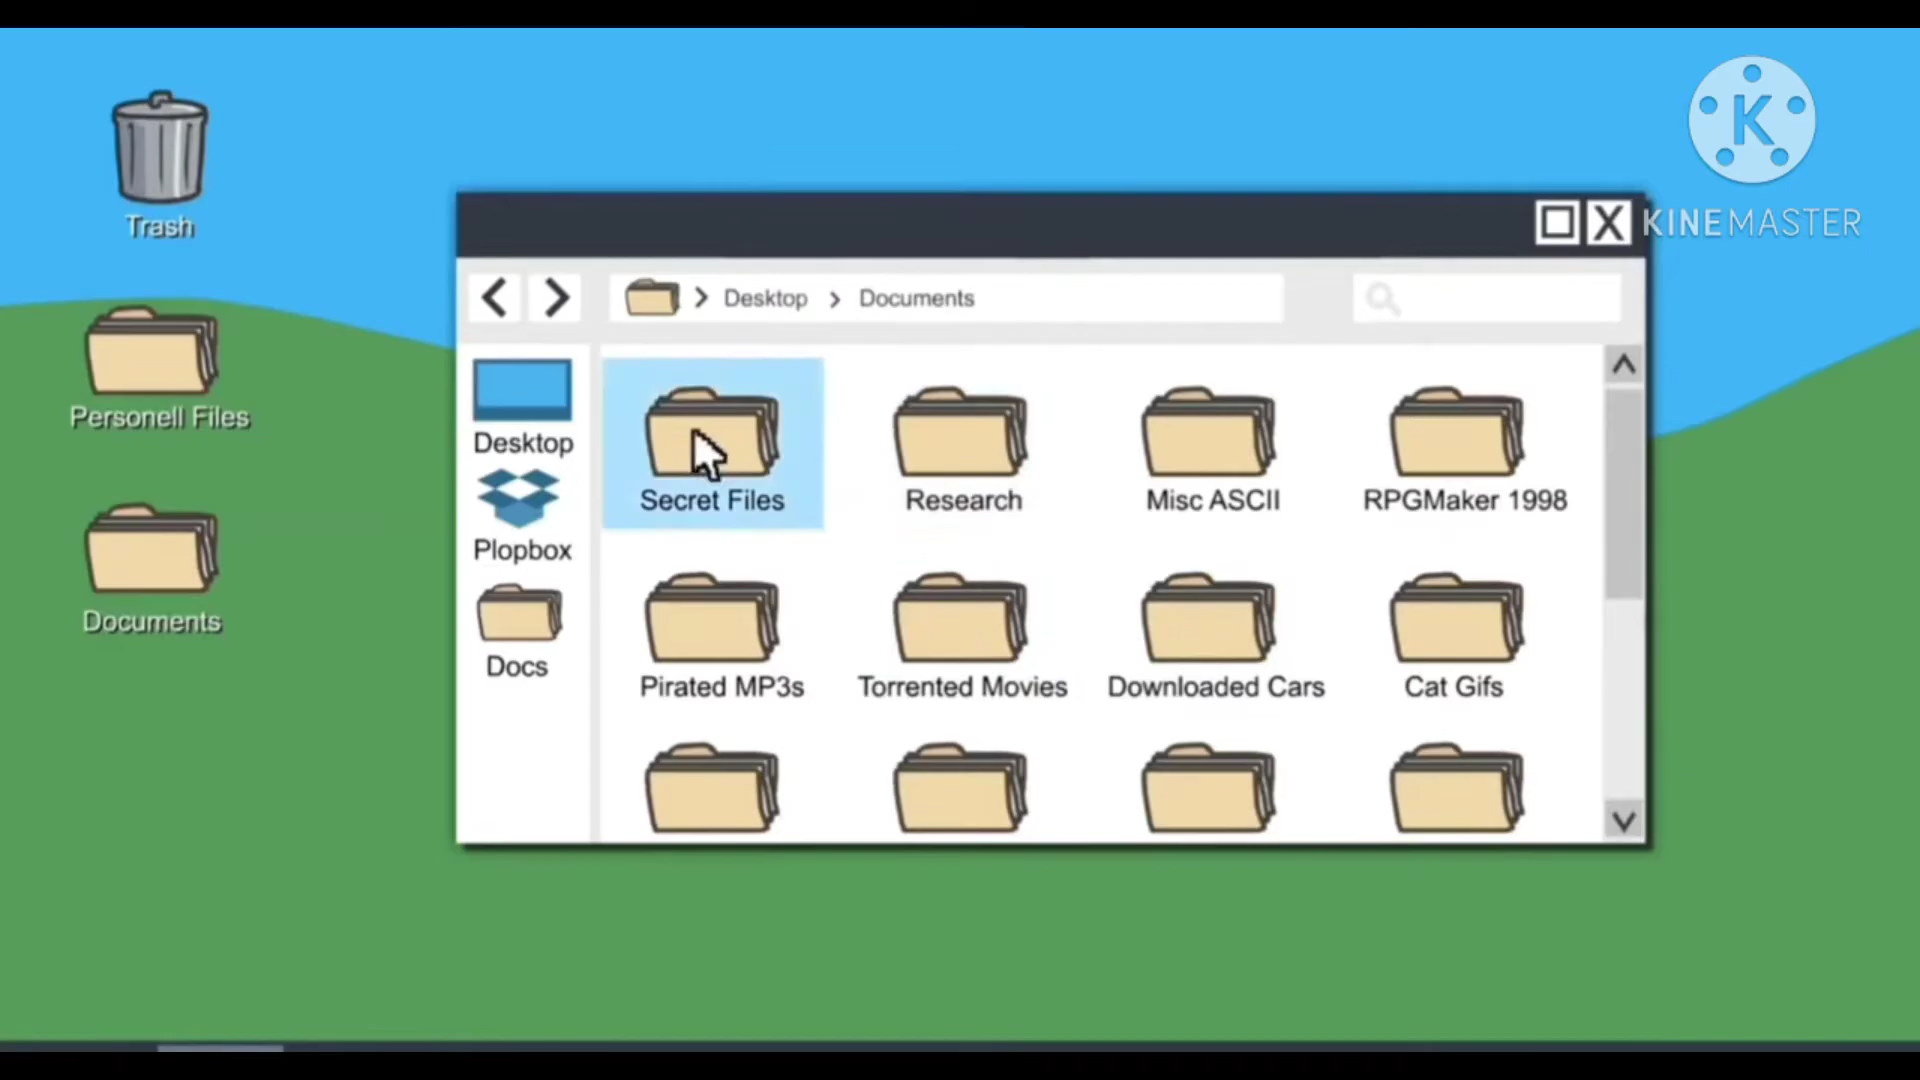 K
KINEMASTER
Trash
Personell Files
Documents
X
Desktop
Documents
Desktop
Plopbox
Docs
Secret Files
Research
Misc ASCII
RPGMaker 1998
Pirated MP3s
Torrented Movies
Downloaded Cars
Cat Gifs